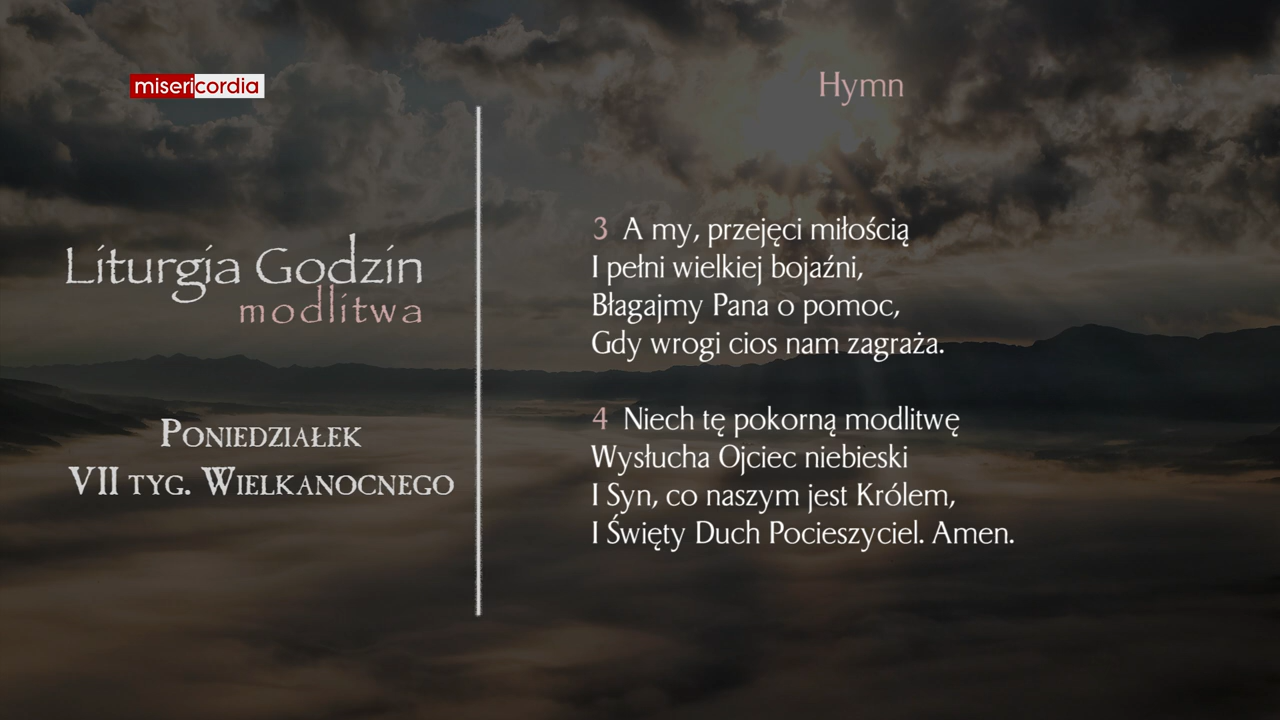 misericordia
Liturgia Godzin
modlitwa
Poniedziałek
VII tyg. Wielkanocnego
Hymn
3 A my, przejęci miłością
I pełni wielkiej bojaźni,
Błagajmy Pana o pomoc,
Gdy wrogi cios nam zagraża.
4 Niech tę pokorną modlitwę
Wysłucha Ojciec niebieski
I Syn, co naszym jest Królem,
I Święty Duch Pocieszyciel. Amen.